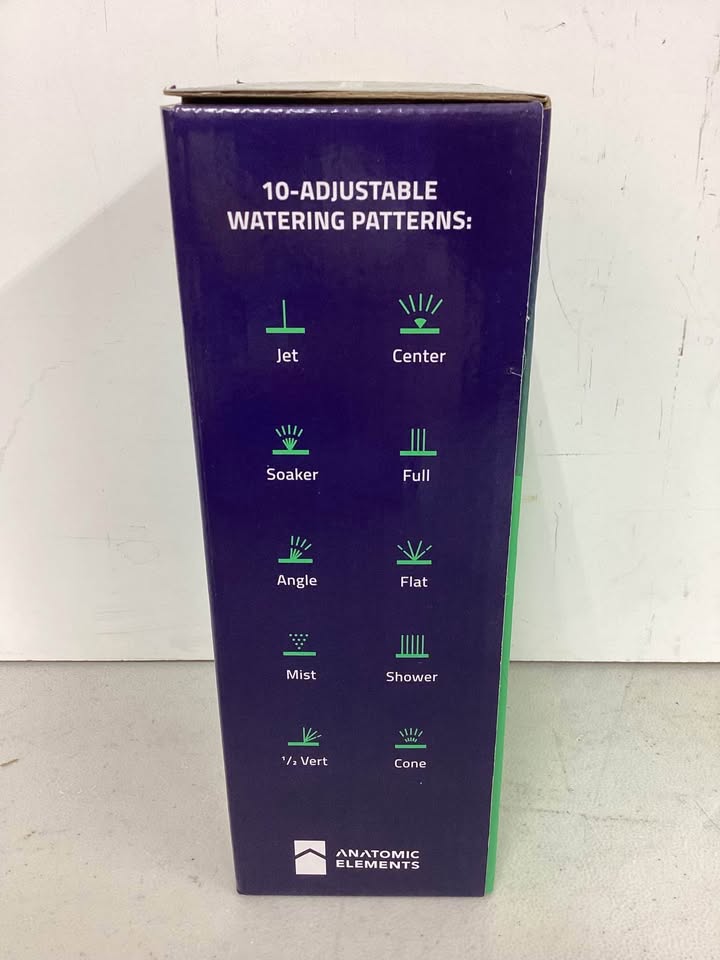 10-ADJUSTABLE
WATERING PATTERNS:
Jet
Center
Soaker
Full
Angle
Flat
Mist
Shower
1/2 Vert
Cone
ANATOMIC
ELEMENTS